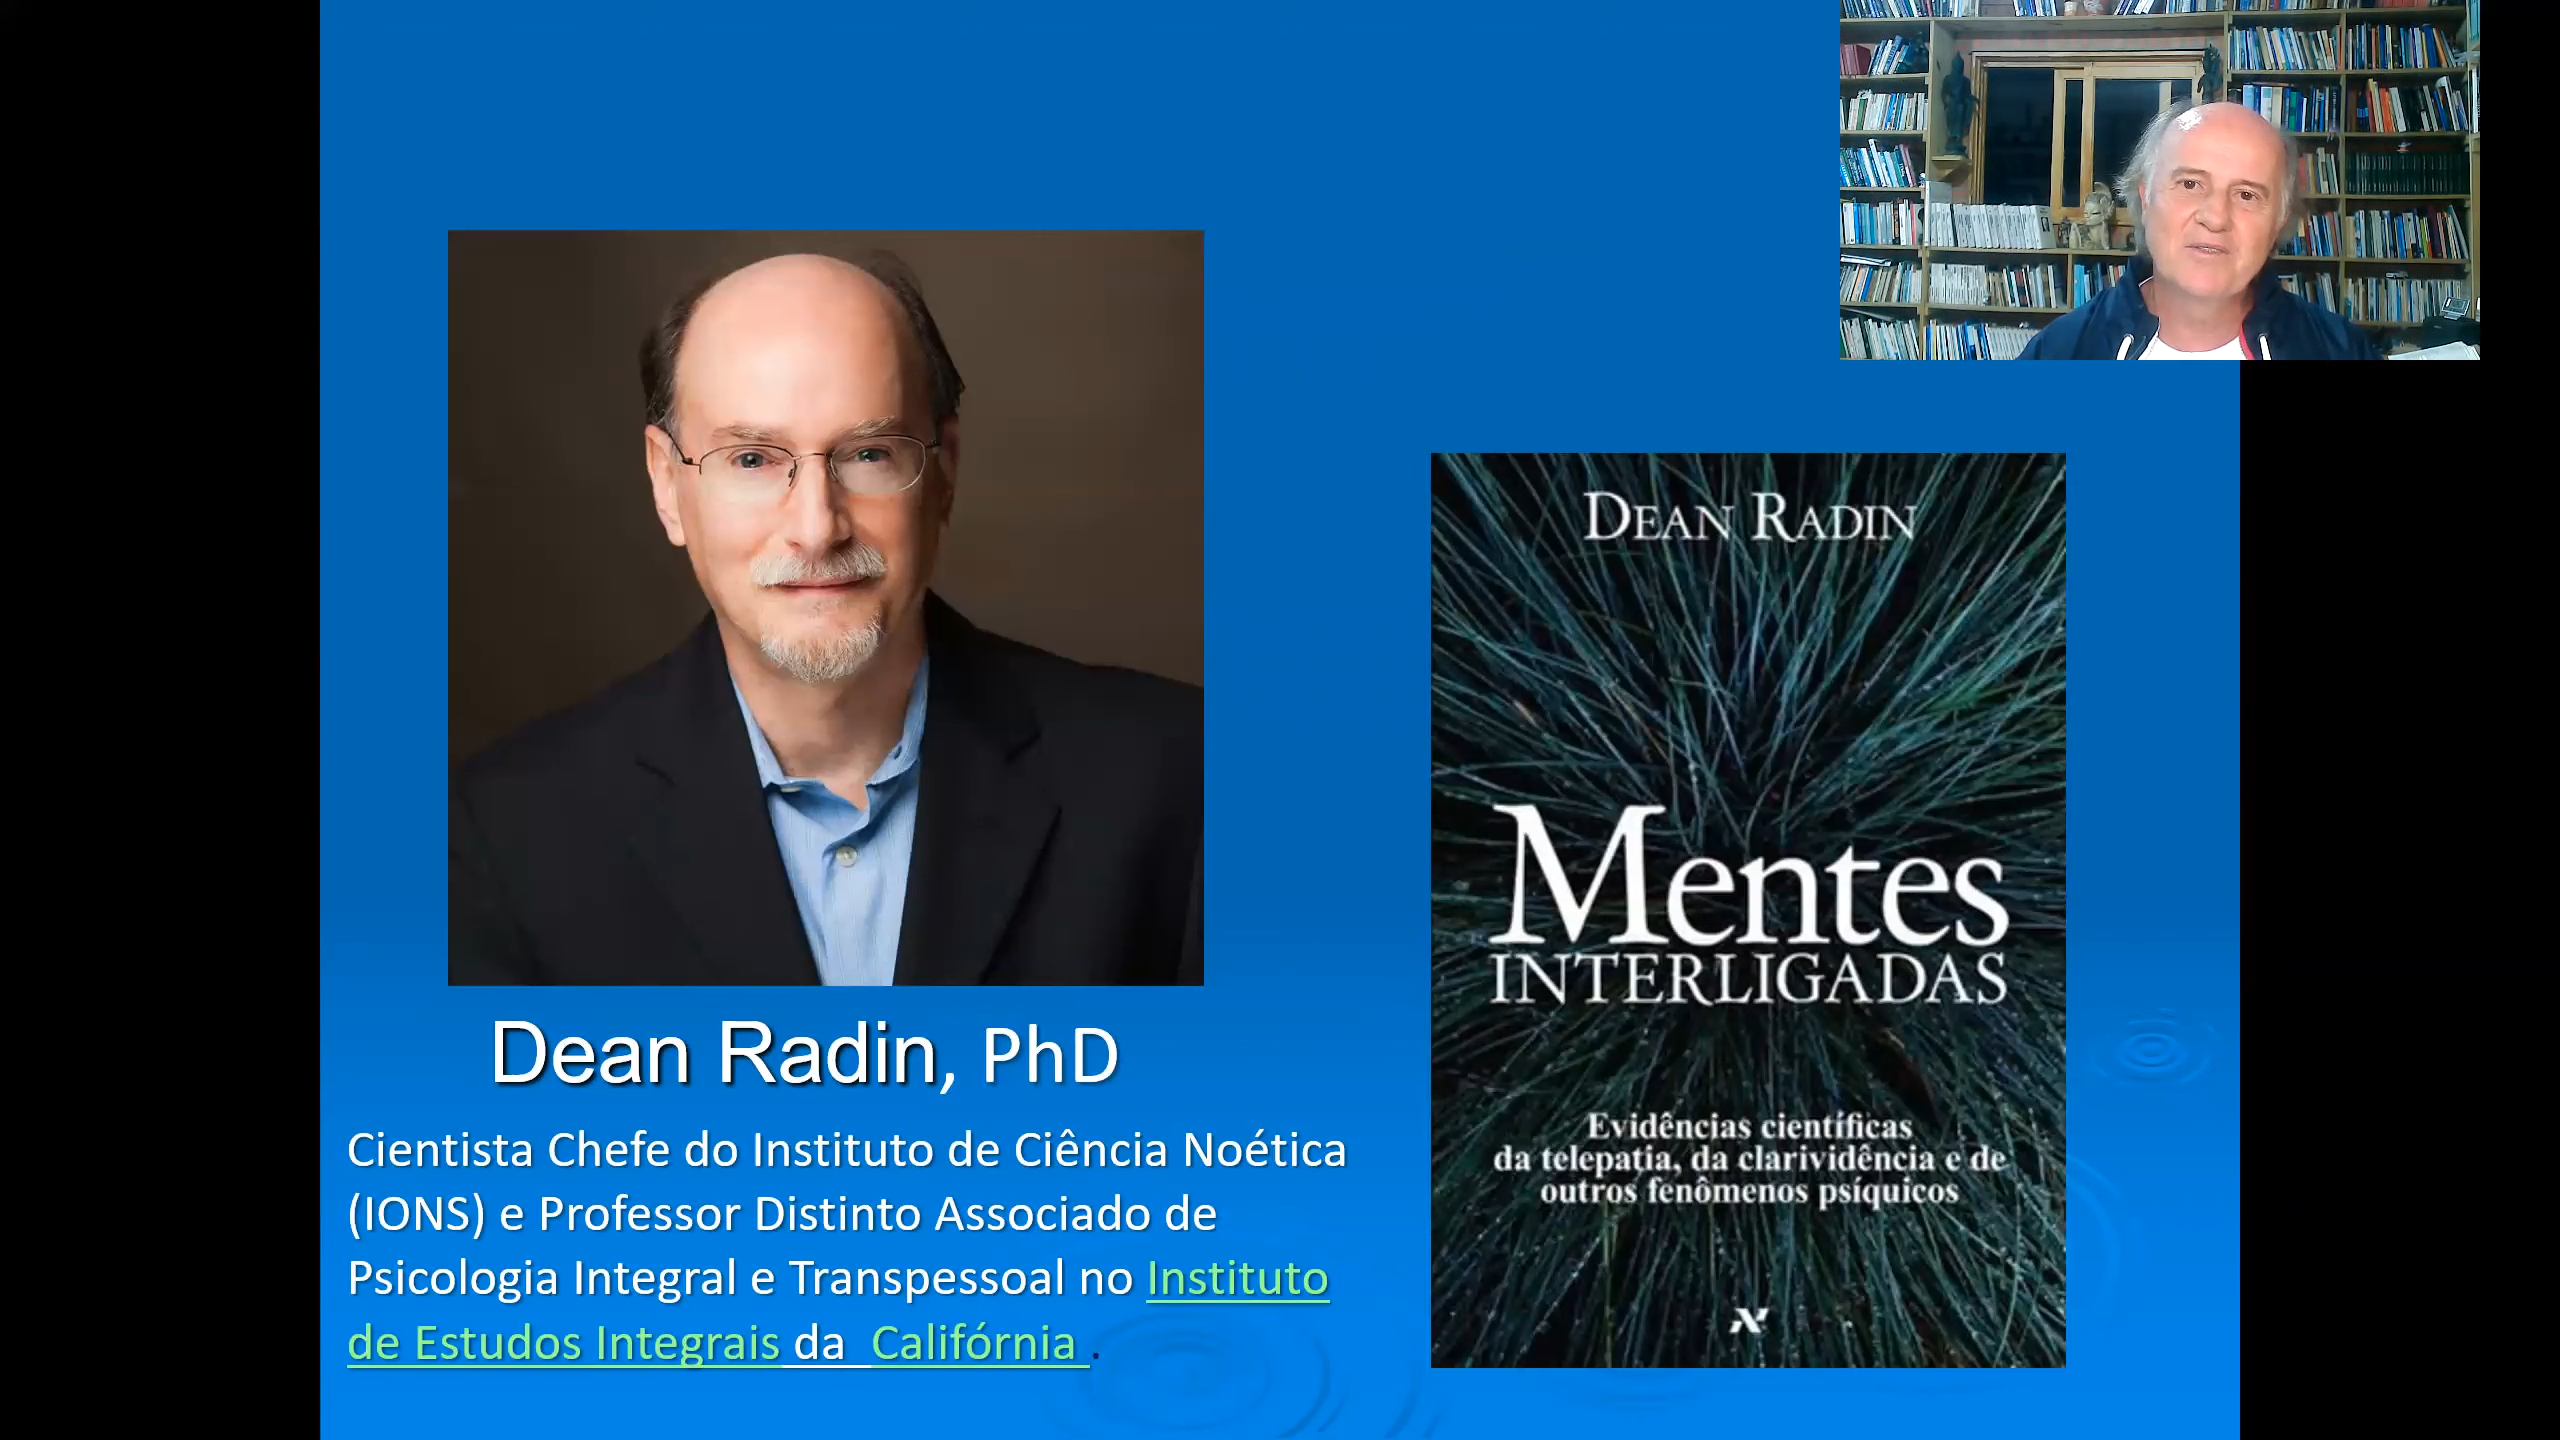 Dean Radin, PhD
Cientista Chefe do Instituto de Ciência Noética
(IONS) e Professor Distinto Associado de
Psicologia Integral e Transpessoal no Instituto
de Estudos Integrais da Califórnia .
DEAN RADIN
Mentes
INTERLIGADAS
Evidências científicas
da telepatia, da clarividência e de
outros fenômenos psíquicos